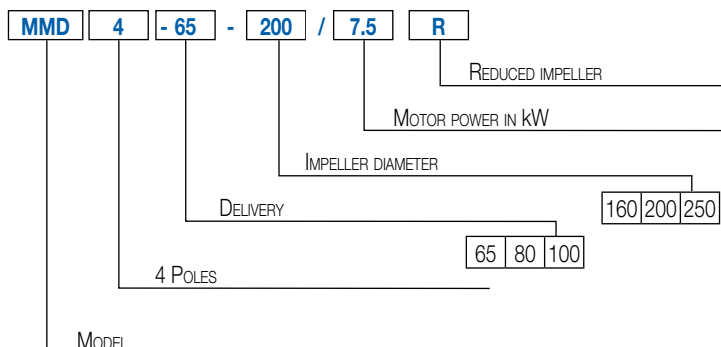 MMD 4 - 65 - 200 / 7.5 R
Reduced impeller
Motor power in kW
Impeller diameter
160 200 250
Delivery
65 80 100
4 Poles
Model